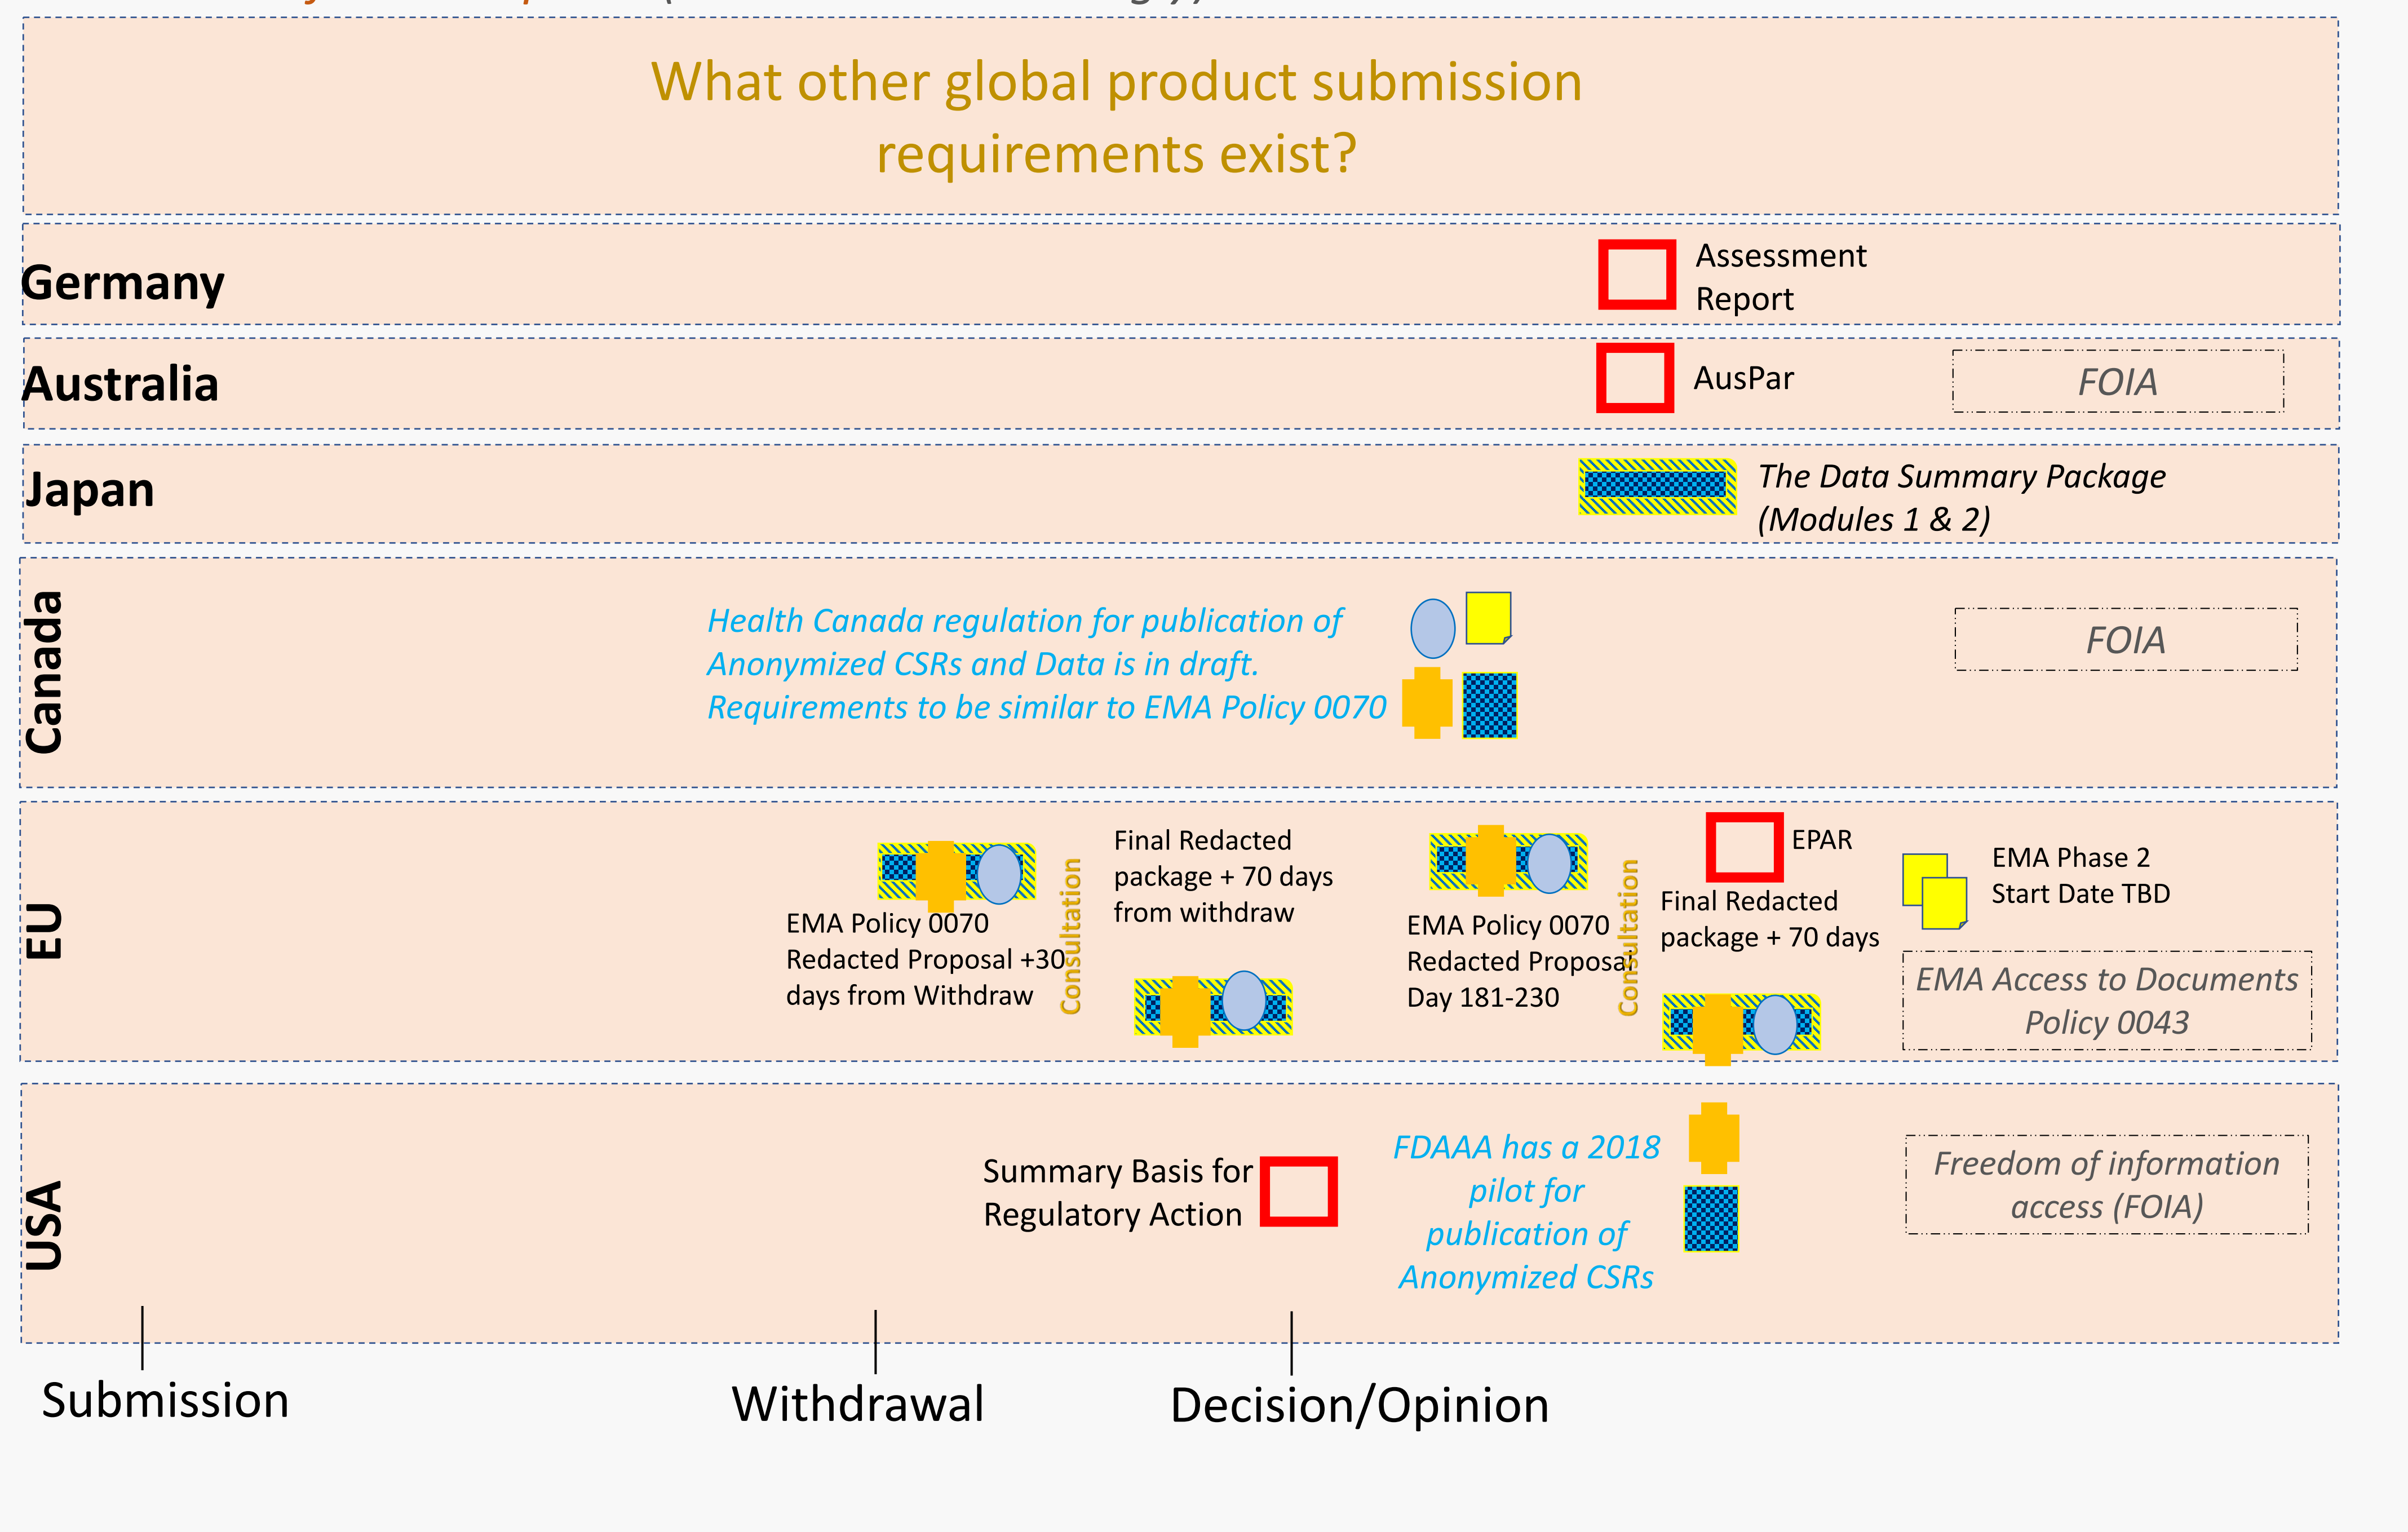 What other global product submission
requirements exist?
Germany
Assessment
Report
Australia
AusPar
FOIA
Japan
The Data Summary Package
(Modules 1 & 2)
Canada
Health Canada regulation for publication of
Anonymized CSRs and Data is in draft.
Requirements to be similar to EMA Policy 0070
FOIA
EU
EMA Policy 0070
Redacted Proposal +30
days from Withdraw
Consultation
Final Redacted
package + 70 days
from withdraw
EMA Policy 0070
Redacted Proposal
Day 181-230
Consultation
EPAR
Final Redacted
package + 70 days
EMA Phase 2
Start Date TBD
EMA Access to Documents
Policy 0043
USA
Summary Basis for
Regulatory Action
FDAAA has a 2018
pilot for
publication of
Anonymized CSRs
Freedom of information
access (FOIA)
Submission
Withdrawal
Decision/Opinion